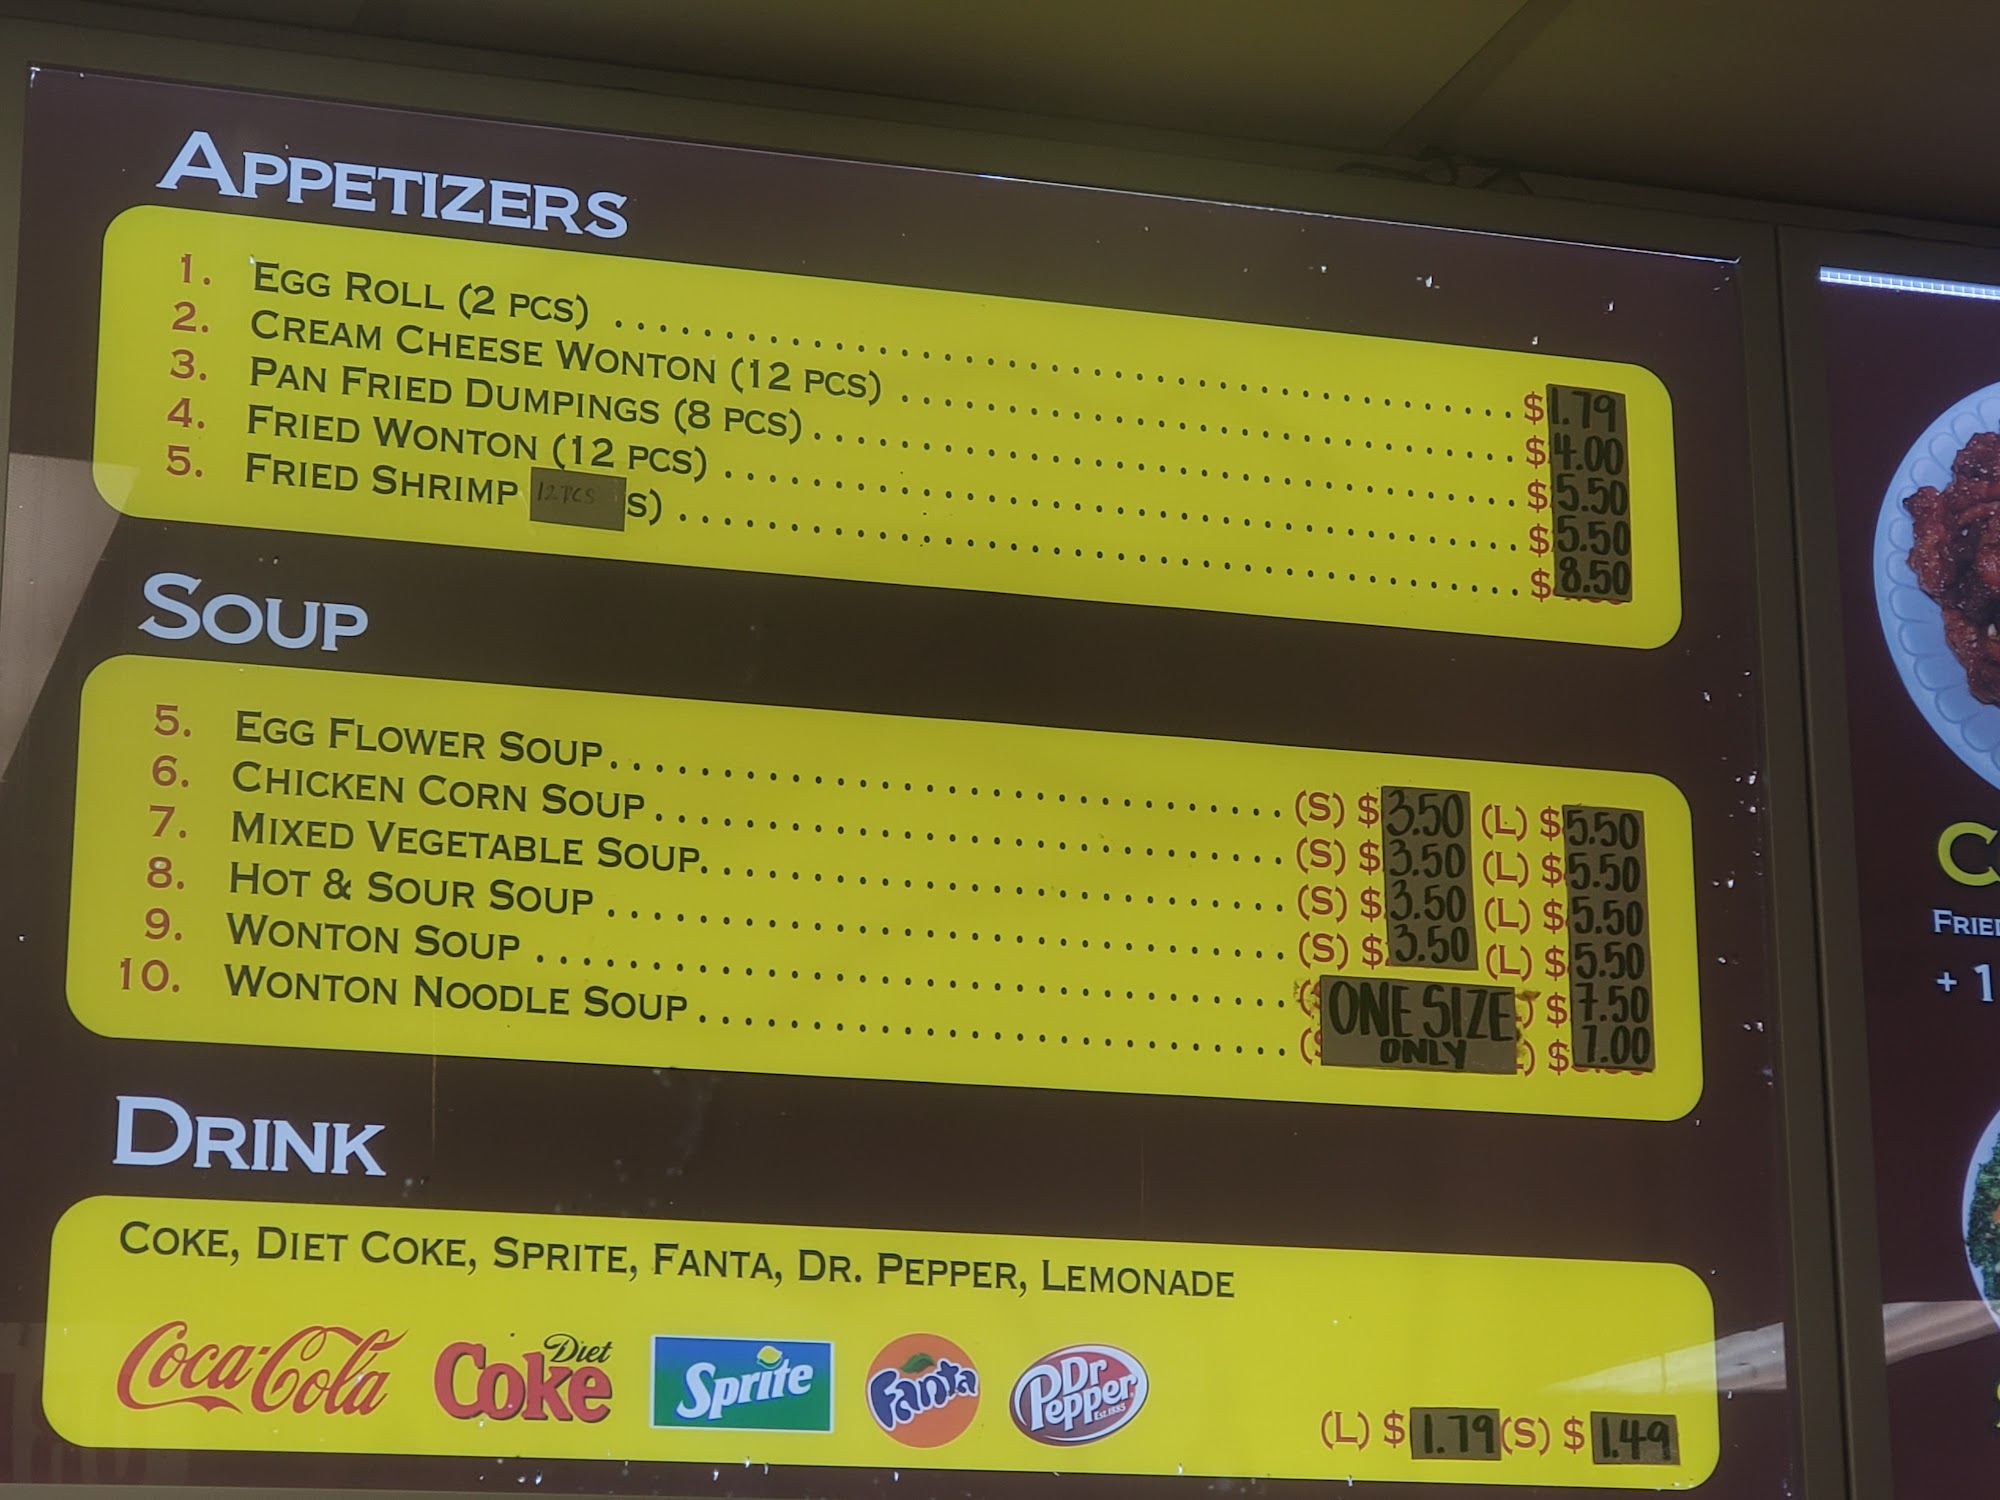 APPETIZERS
1. EGG ROLL (2 PCS) $1.79
2. CREAM CHEESE WONTON (12 PCS) $4.00
3. PAN FRIED DUMPINGS (8 PCS) $5.50
4. FRIED WONTON (12 PCS) $5.50
5. FRIED SHRIMP 12 PCS S) $8.50
SOUP
5. EGG FLOWER SOUP (S) $3.50 (L) $5.50
6. CHICKEN CORN SOUP (S) $3.50 (L) $5.50
7. MIXED VEGETABLE SOUP (S) $3.50 (L) $5.50
8. HOT & SOUR SOUP (S) $3.50 (L) $5.50
9. WONTON SOUP ONE SIZE $7.50
10. WONTON NOODLE SOUP ONLY $7.00
DRINK
COKE, DIET COKE, SPRITE, FANTA, DR. PEPPER, LEMONADE
Coca-Cola Diet Coke Sprite Fanta Dr Pepper Est. 1885
(L) $1.79 (S) $1.49
FRIE
+ 1